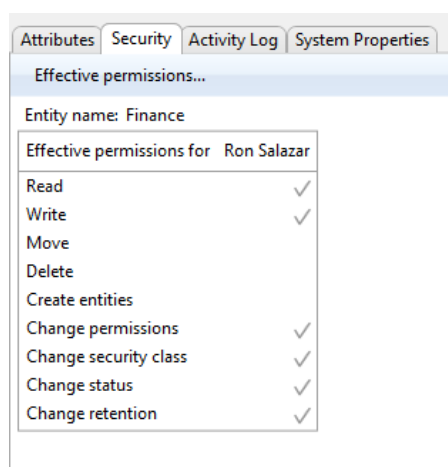 Attributes Security Activity Log System Properties
Effective permissions...
Entity name: Finance
Effective permissions for Ron Salazar
Read
Write
Move
Delete
Create entities
Change permissions
Change security class
Change status
Change retention